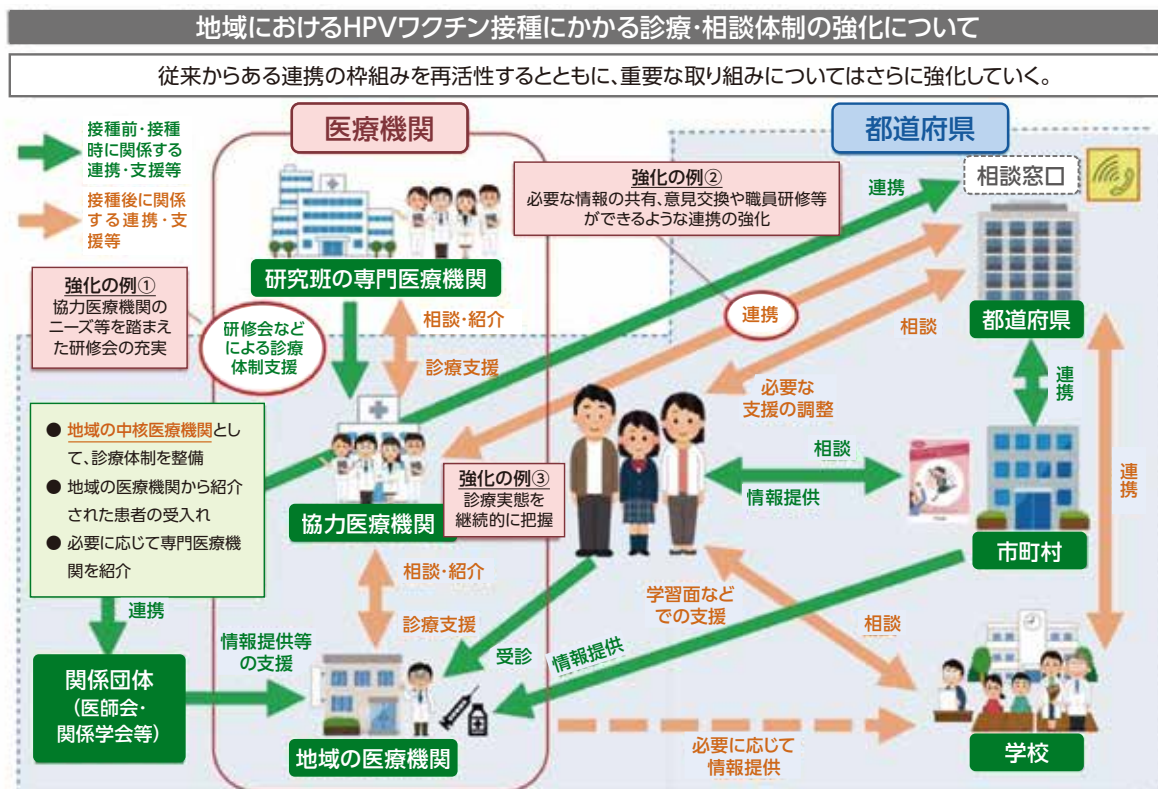 地域におけるHPVワクチン接種にかかる診療・相談体制の強化について
従来からある連携の枠組みを再活性するとともに、重要な取り組みについてはさらに強化していく。
接種前・接種
時に関係する
連携・支援等
接種後に関係
する連携・支
援等
医療機関
都道府県
強化の例①
協力医療機関の
ニーズ等を踏まえ
た研修会の充実
研究班の専門医療機関
強化の例②
必要な情報の共有、意見交換や職員研修等
ができるような連携の強化
連携
相談窓口
研修会など
による診療
体制支援
相談・紹介
診療支援
連携
相談
都道府県
必要な
支援の調整
連携
連携
● 地域の中核医療機関とし
て、診療体制を整備
● 地域の医療機関から紹介
された患者の受入れ
● 必要に応じて専門医療機
関を紹介
協力医療機関
強化の例③
診療実態を
継続的に把握
相談
情報提供
市町村
連携
相談・紹介
診療支援
学習面など
での支援
相談
情報提供等
の支援
受診
情報提供
関係団体
（医師会・
関係学会等）
地域の医療機関
必要に応じて
情報提供
学校